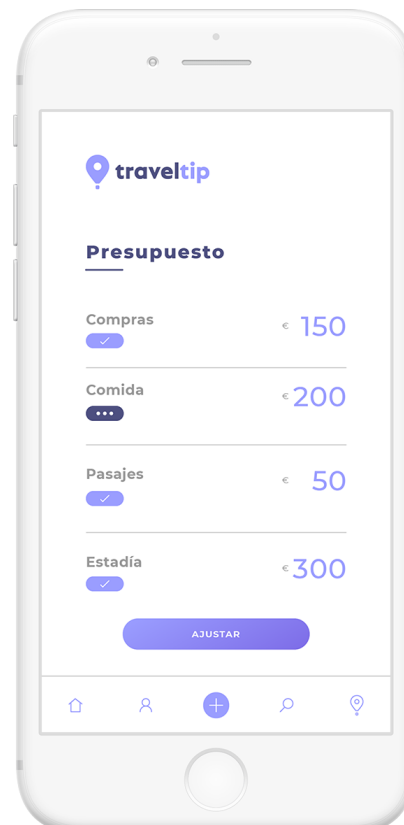 traveltip
Presupuesto
Compras
€ 150
Comida
€ 200
Pasajes
€ 50
Estadía
€ 300
AJUSTAR